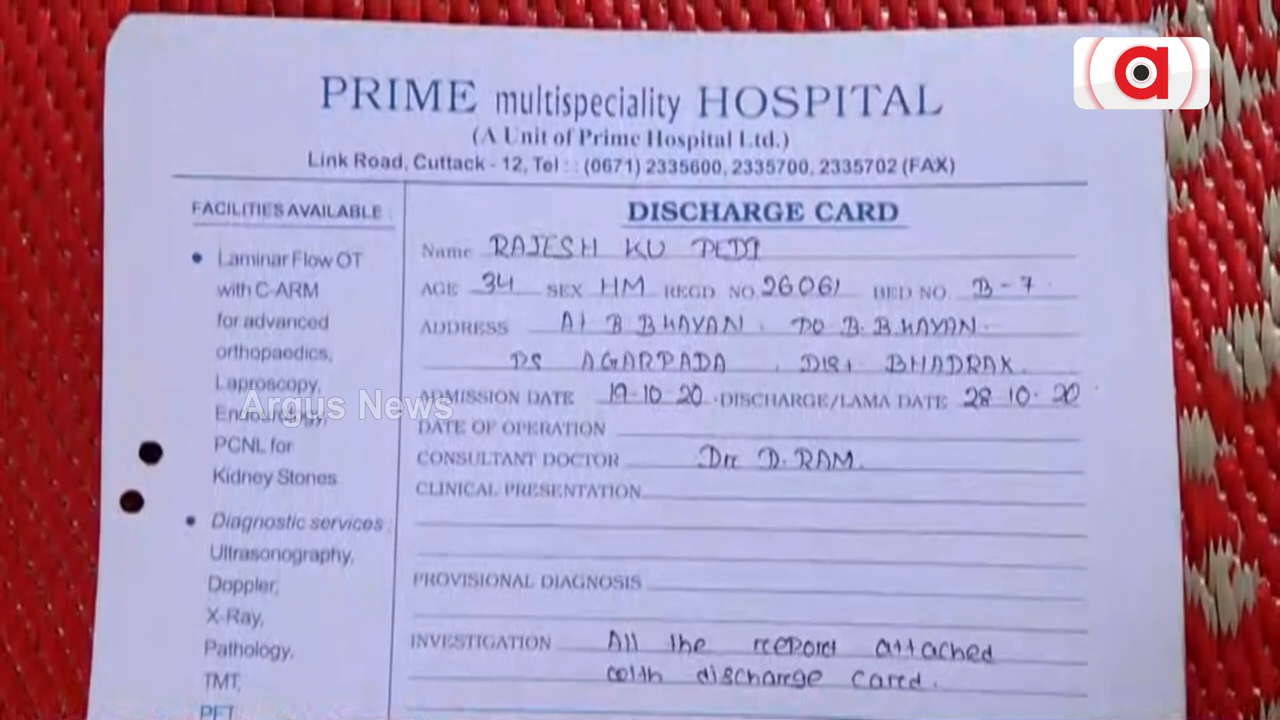 a
PRIME multispeciality HOSPITAL
(A Unit of Prime Hospital Ltd.)
Link Road, Cuttack - 12, Tel : : (0671) 2335600, 2335700, 2335702 (FAX)
FACILITIES AVAILABLE :
• Laminar Flow OT
with C-ARM
for advanced
orthopaedics,
Laproscopy,
Endourology,
PCNL for
Kidney Stones
• Diagnostic services :
Ultrasonography,
Doppler,
X-Ray,
Pathology,
TMT,
PFT
DISCHARGE CARD
Name RAJESH KU
AGE 34 SEX HM REGD NO. 26061 BED NO. B-7
ADDRESS At B BHAYAN. PO B.BHAYAN.
PS AGARPADA, DIST BHADRAK.
ADMISSION DATE 19-10 20. DISCHARGE/LAMA DATE 28 10-20
DATE OF OPERATION
CONSULTANT DOCTOR Drr D. RAM.
CLINICAL PRESENTATION
PROVISIONAL DIAGNOSIS
INVESTIGATION All the report attached
with discharge card.
Argus News